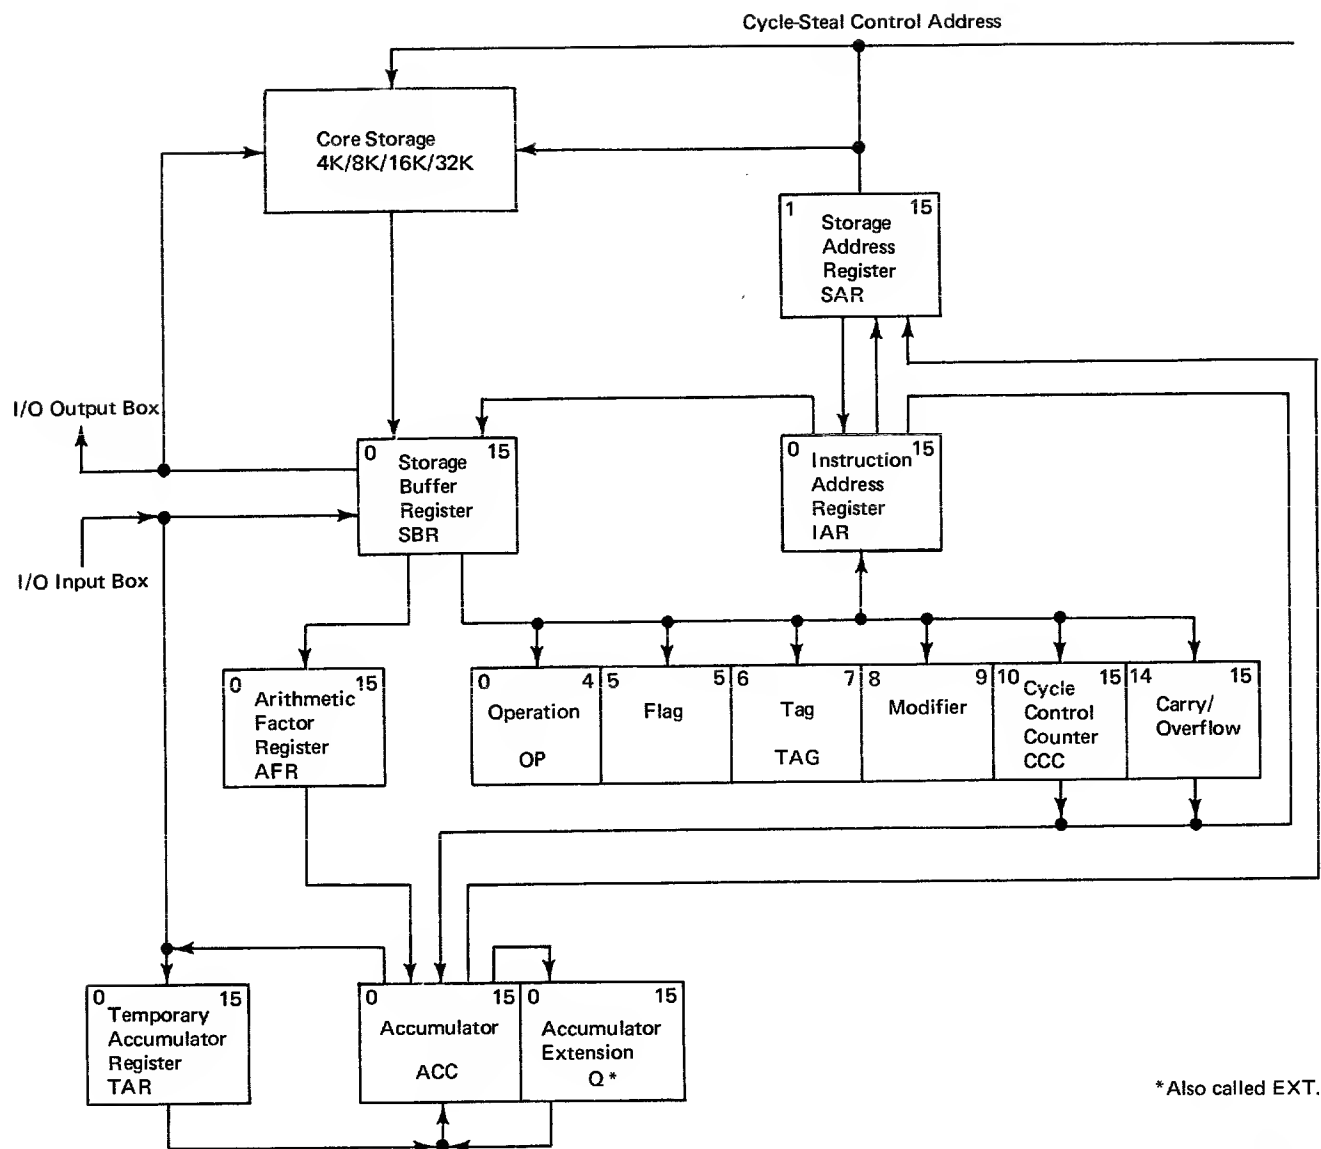 Cycle-Steal Control Address
Core Storage
4K/8K/16K/32K
1 15
Storage
Address
Register
SAR
I/O Output Box
0 15
Storage
Buffer
Register
SBR
0 15
Instruction
Address
Register
IAR
I/O Input Box
0 15
Arithmetic
Factor
Register
AFR
0 4
Operation
OP
5 5
Flag
6 7
Tag
TAG
8 9
Modifier
10 15
Cycle
Control
Counter
CCC
14 15
Carry/
Overflow
0 15
Temporary
Accumulator
Register
TAR
0 15
Accumulator
ACC
0 15
Accumulator
Extension
Q*
*Also called EXT.